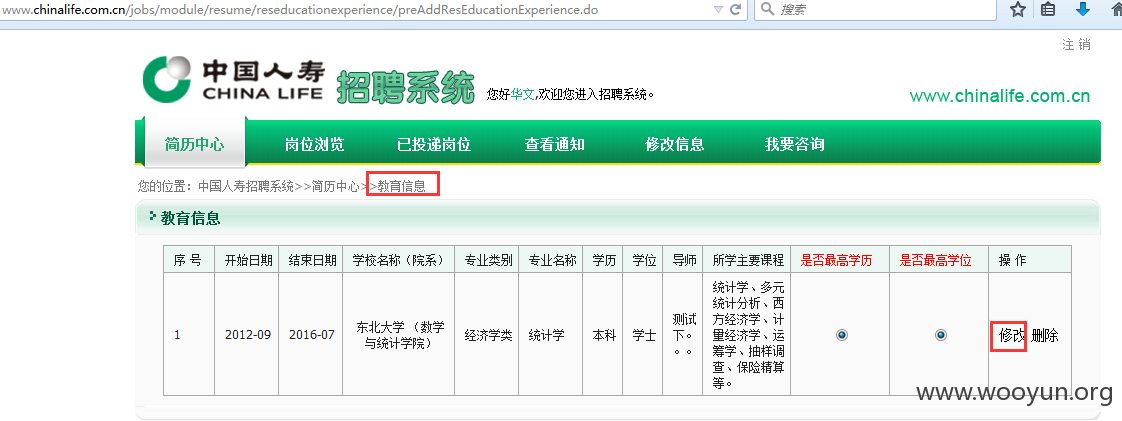 www.chinalife.com.cn/jobs/module/resume/reseducationexperience/preAddResEducationExperience.do
搜索
注 销
中国人寿
CHINA LIFE
招聘系统
您好华文,欢迎您进入招聘系统。
www.chinalife.com.cn
简历中心 岗位浏览 已投递岗位 查看通知 修改信息 我要咨询
您的位置：中国人寿招聘系统>>简历中心>>教育信息
教育信息
序 号 开始日期 结束日期 学校名称（院系） 专业类别 专业名称 学历 学位 导师 所学主要课程 是否最高学历 是否最高学位 操 作
1 2012-09 2016-07
东北大学 （数学
与统计学院）
经济学类 统计学 本科 学士
测试
下。
。。
统计学、多元
统计分析、西
方经济学、计
量经济学、运
筹学、抽样调
查、保险精算
等。
修改 删除
www.wooyun.org